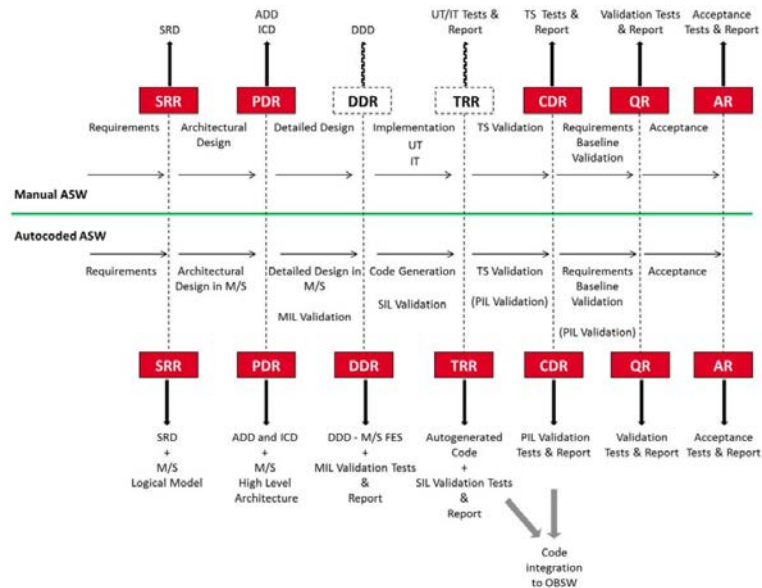 SRD
ADD
ICD
DDD
UT/IT Tests &
Report
TS Tests &
Report
Validation Tests
& Report
Acceptance
Tests & Report
SRR
PDR
DDR
TRR
CDR
QR
AR
Requirements
Architectural
Design
Detailed Design
Implementation
UT
IT
TS Validation
Requirements
Baseline
Validation
Acceptance
Manual ASW
Autocoded ASW
Requirements
Architectural
Design in M/S
Detailed Design in
M/S
MIL Validation
Code Generation
SIL Validation
TS Validation
(PIL Validation)
Requirements
Baseline
Validation
(PIL Validation)
Acceptance
SRR
PDR
DDR
TRR
CDR
QR
AR
SRD
+
M/S
Logical Model
ADD and ICD
+
M/S
High Level
Architecture
DDD - M/S FES
+
MIL Validation Tests
&
Report
Autogenerated
Code
+
SIL Validation Tests
&
Report
PIL Validation
Tests & Report
Validation
Tests & Report
Acceptance
Tests & Report
Code
integration
to OBSW